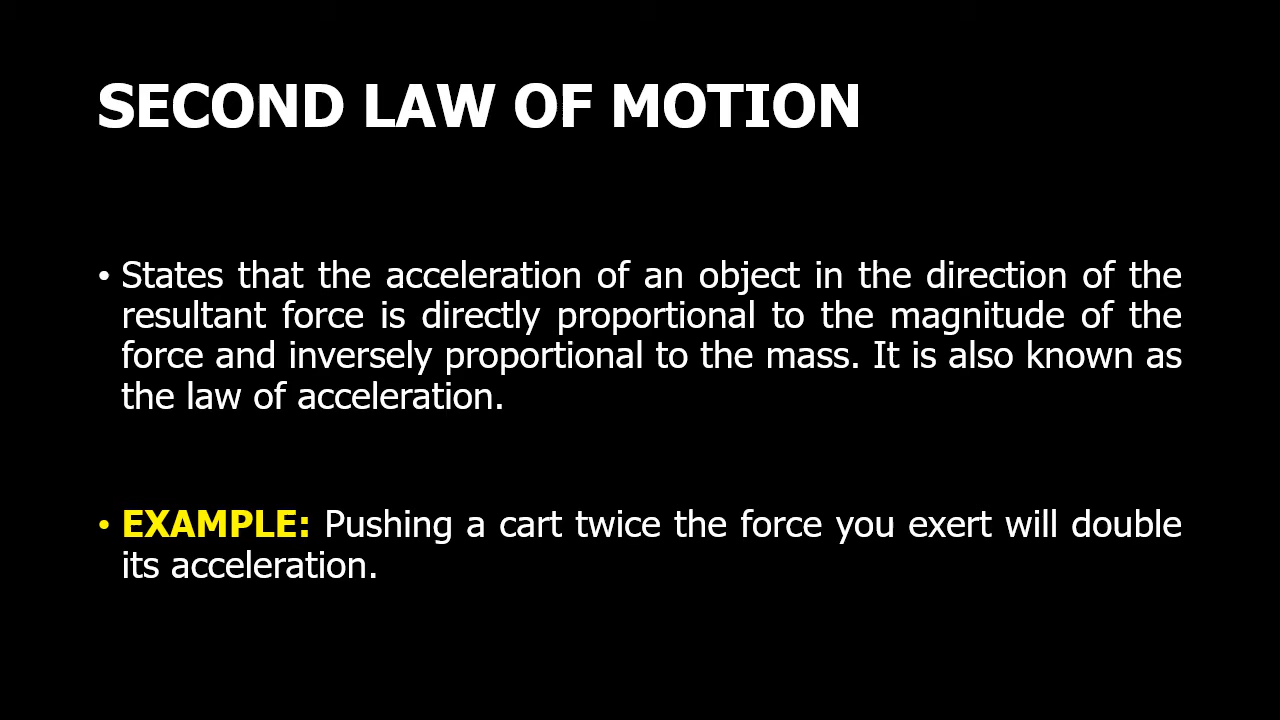 SECOND LAW OF MOTION
• States that the acceleration of an object in the direction of the
resultant force is directly proportional to the magnitude of the
force and inversely proportional to the mass. It is also known as
the law of acceleration.
• EXAMPLE: Pushing a cart twice the force you exert will double
its acceleration.